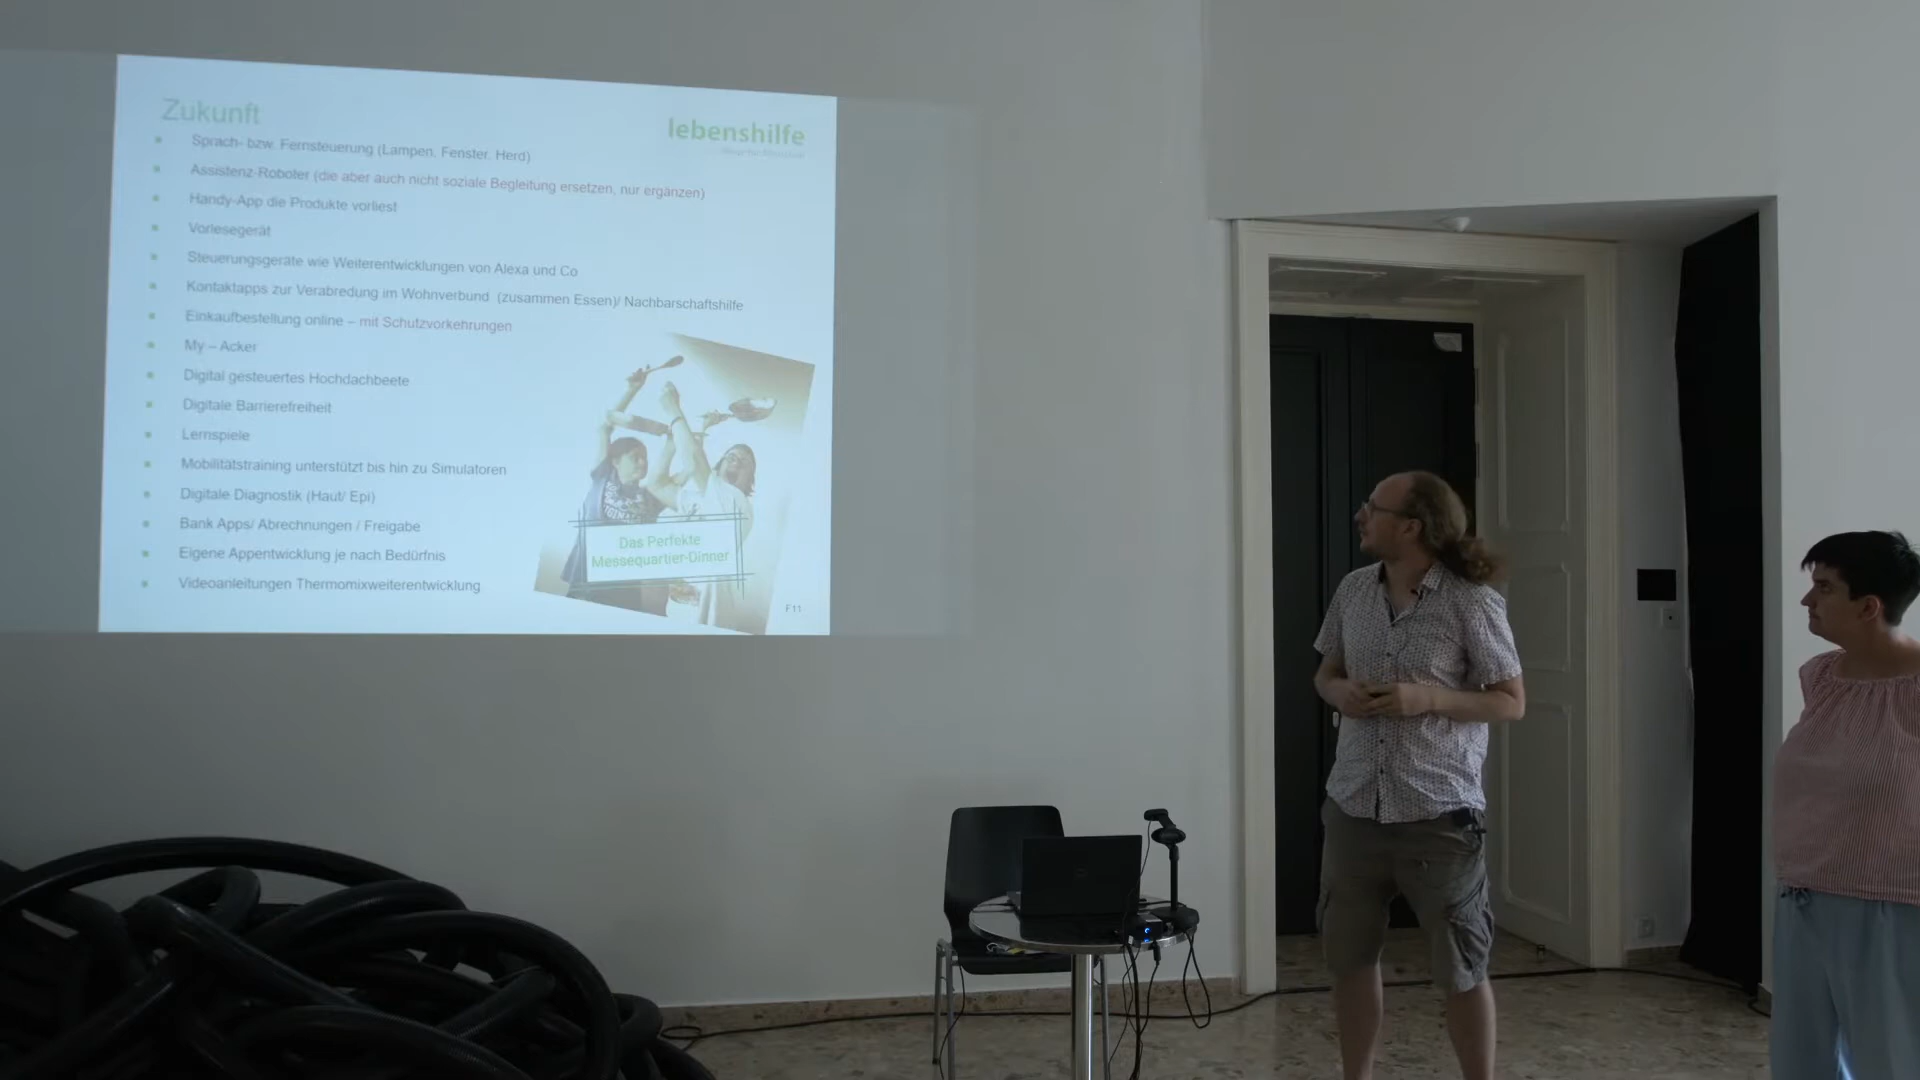 Zukunft
lebenshilfe
Sprach- bzw. Fernsteuerung (Lampen, Fenster, Herd)
Assistenz-Roboter (die aber auch nicht soziale Begleitung ersetzen, nur ergänzen)
Handy-App die Produkte vorliest
Vorlesegerät
Steuerungsgeräte wie Weiterentwicklungen von Alexa und Co
Kontaktapps zur Verabredung im Wohnverbund (zusammen Essen)/ Nachbarschaftshilfe
Einkaufbestellung online – mit Schutzvorkehrungen
My – Acker
Digital gesteuertes Hochdachbeete
Digitale Barrierefreiheit
Lernspiele
Mobilitätstraining unterstützt bis hin zu Simulatoren
Digitale Diagnostik (Haut/ Epi)
Bank Apps/ Abrechnungen / Freigabe
Eigene Appentwicklung je nach Bedürfnis
Videoanleitungen Thermomixweiterentwicklung
Das Perfekte
Messequartier-Dinner
F11